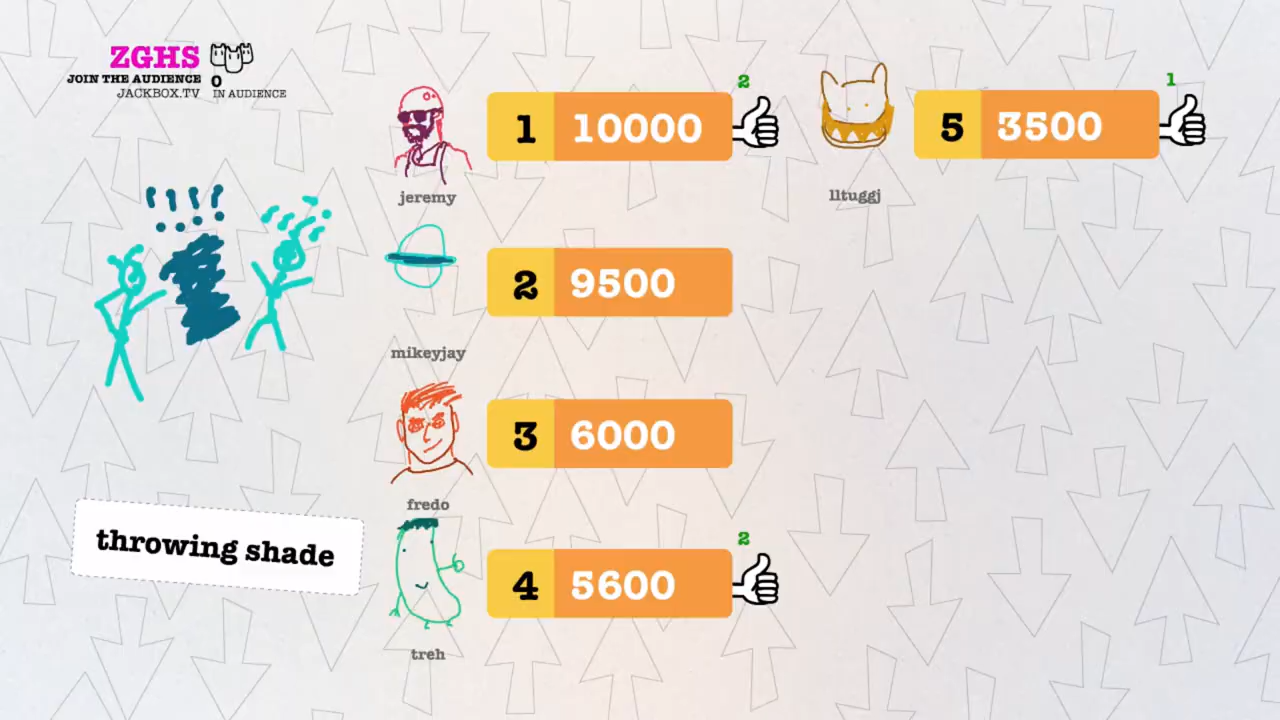 ZGHS
JOIN THE AUDIENCE
JACKBOX.TV
0
IN AUDIENCE
throwing shade
1 10000
2
jeremy
2 9500
mikeyjay
3 6000
fredo
4 5600
2
treh
5 3500
1
lltuggj